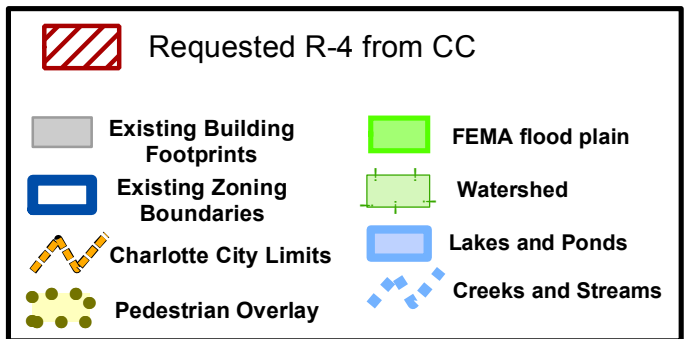 Requested R-4 from CC
Existing Building
Footprints
Existing Zoning
Boundaries
Charlotte City Limits
Pedestrian Overlay
FEMA flood plain
Watershed
Lakes and Ponds
Creeks and Streams